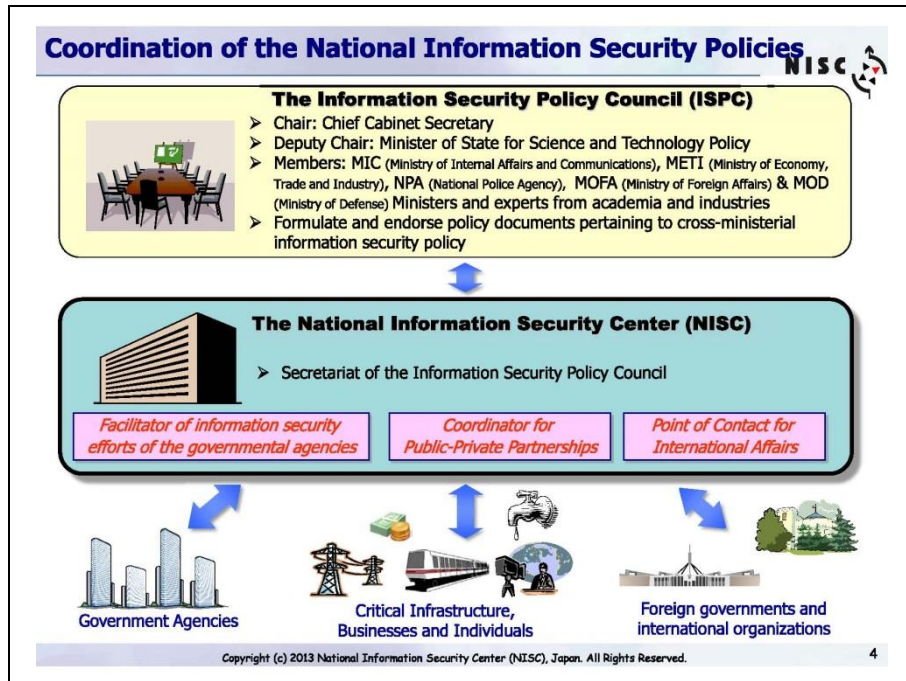 Coordination of the National Information Security Policies
NISC
The Information Security Policy Council (ISPC)
➢ Chair: Chief Cabinet Secretary
➢ Deputy Chair: Minister of State for Science and Technology Policy
➢ Members: MIC (Ministry of Internal Affairs and Communications), METI (Ministry of Economy,
Trade and Industry), NPA (National Police Agency), MOFA (Ministry of Foreign Affairs) & MOD
(Ministry of Defense) Ministers and experts from academia and industries
➢ Formulate and endorse policy documents pertaining to cross-ministerial
information security policy
The National Information Security Center (NISC)
➢ Secretariat of the Information Security Policy Council
Facilitator of information security
efforts of the governmental agencies
Coordinator for
Public-Private Partnerships
Point of Contact for
International Affairs
Government Agencies
Critical Infrastructure,
Businesses and Individuals
Foreign governments and
international organizations
Copyright (c) 2013 National Information Security Center (NISC), Japan. All Rights Reserved.
4